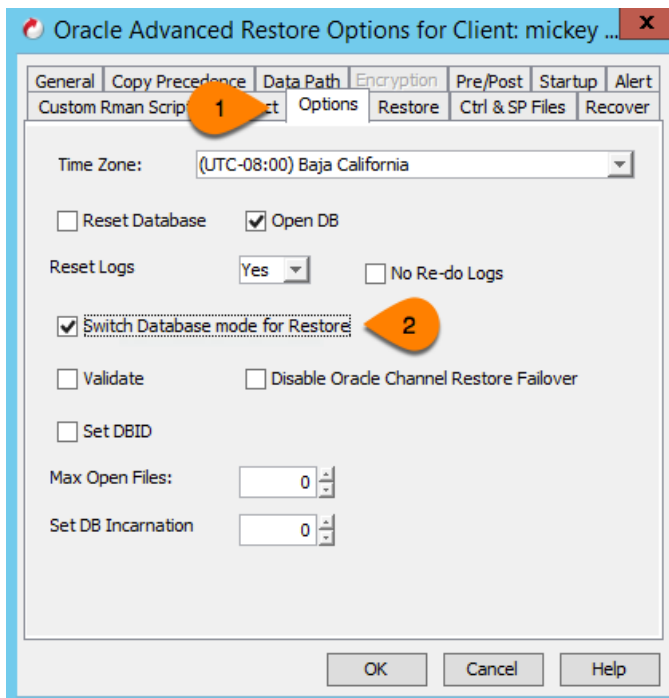 Oracle Advanced Restore Options for Client: mickey ... x
General Copy Precedence Data Path Encryption Pre/Post Startup Alert
Custom Rman Script 1 Options Restore Ctrl & SP Files Recover
Time Zone: (UTC-08:00) Baja California
Reset Database Open DB
Reset Logs Yes No Re-do Logs
Switch Database mode for Restore 2
Validate Disable Oracle Channel Restore Failover
Set DBID
Max Open Files: 0
Set DB Incarnation 0
OK Cancel Help